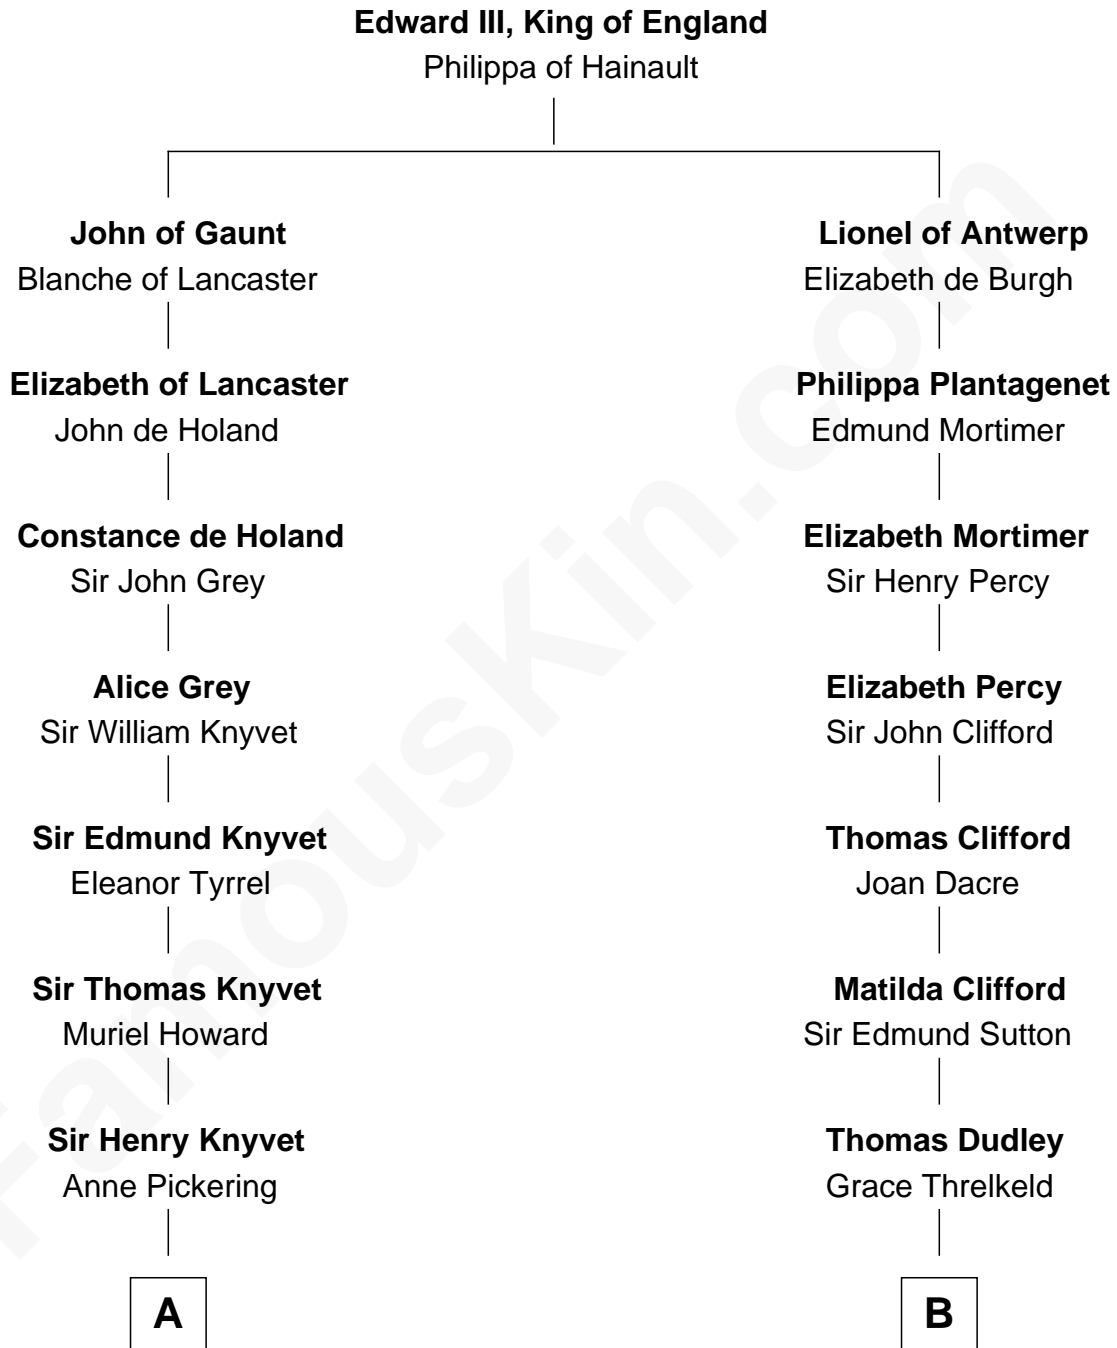 Edward III, King of England
Philippa of Hainault
John of Gaunt
Blanche of Lancaster
Lionel of Antwerp
Elizabeth de Burgh
Elizabeth of Lancaster
John de Holand
Philippa Plantagenet
Edmund Mortimer
Constance de Holand
Sir John Grey
Elizabeth Mortimer
Sir Henry Percy
Alice Grey
Sir William Knyvet
Elizabeth Percy
Sir John Clifford
Sir Edmund Knyvet
Eleanor Tyrrel
Thomas Clifford
Joan Dacre
Sir Thomas Knyvet
Muriel Howard
Matilda Clifford
Sir Edmund Sutton
Sir Henry Knyvet
Anne Pickering
Thomas Dudley
Grace Threlkeld
A
B
FamousKin.com